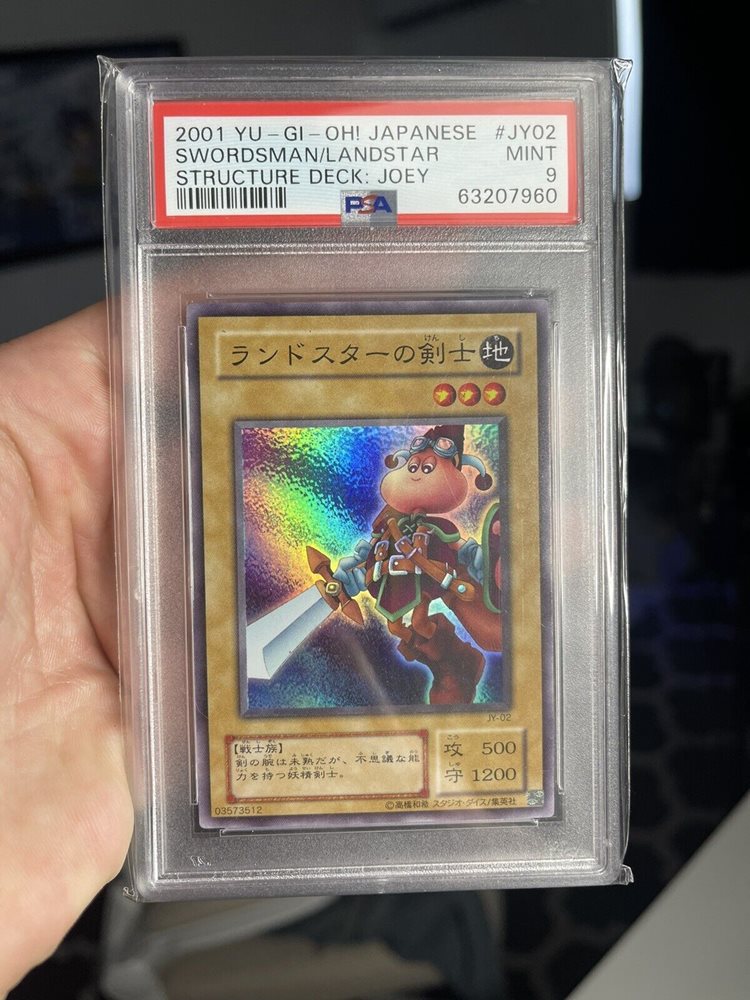 2001 YU-GI-OH! JAPANESE #JY02
SWORDSMAN/LANDSTAR MINT
STRUCTURE DECK: JOEY 9
PSA 63207960
ランドスターの剣士 地
JY-02
【戦士族】
剣の腕は未熟だが、不思議な能
力を持つ妖精剣士。
攻 500
守 1200
03573512
©高橋和希 スタジオ・ダイス/集英社